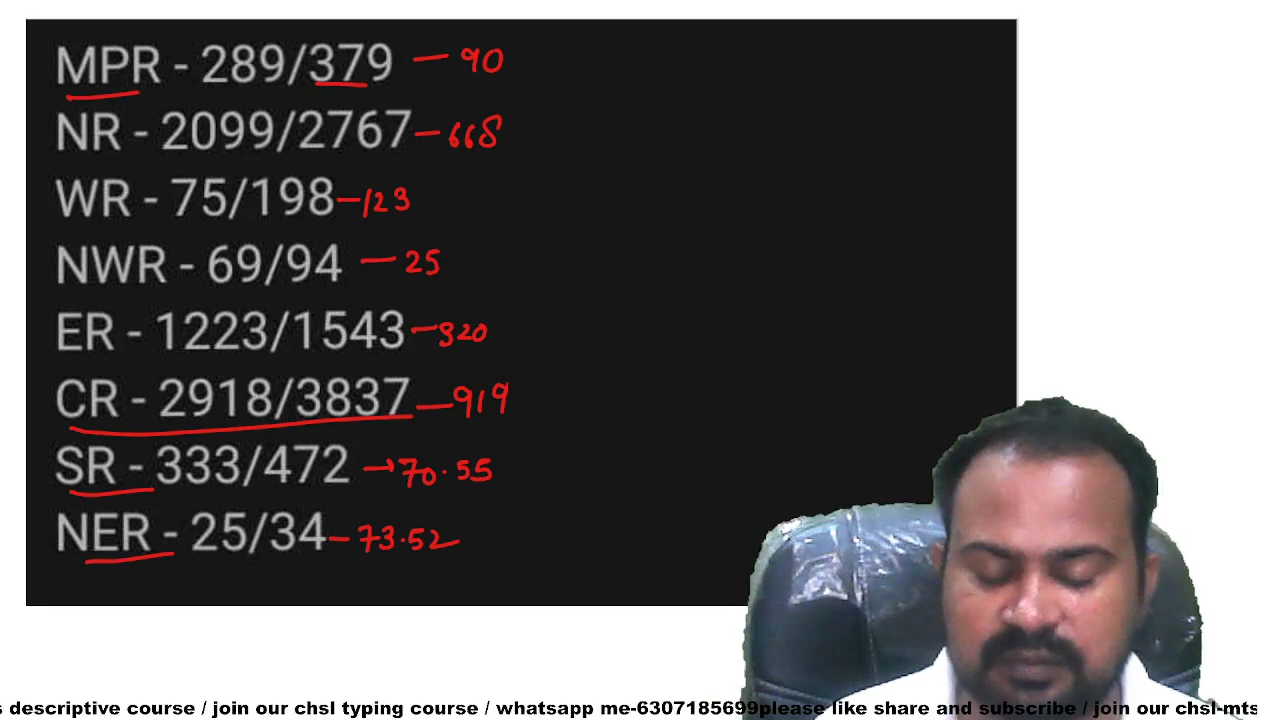 MPR - 289/379 — 90
NR - 2099/2767 — 668
WR - 75/198 — 123
NWR - 69/94 — 25
ER - 1223/1543 — 320
CR - 2918/3837 — 919
SR - 333/472 → 70.55
NER - 25/34 — 73.52
s descriptive course / join our chsl typing course / whatsapp me-6307185699please like share and subscribe / join our chsl-mts